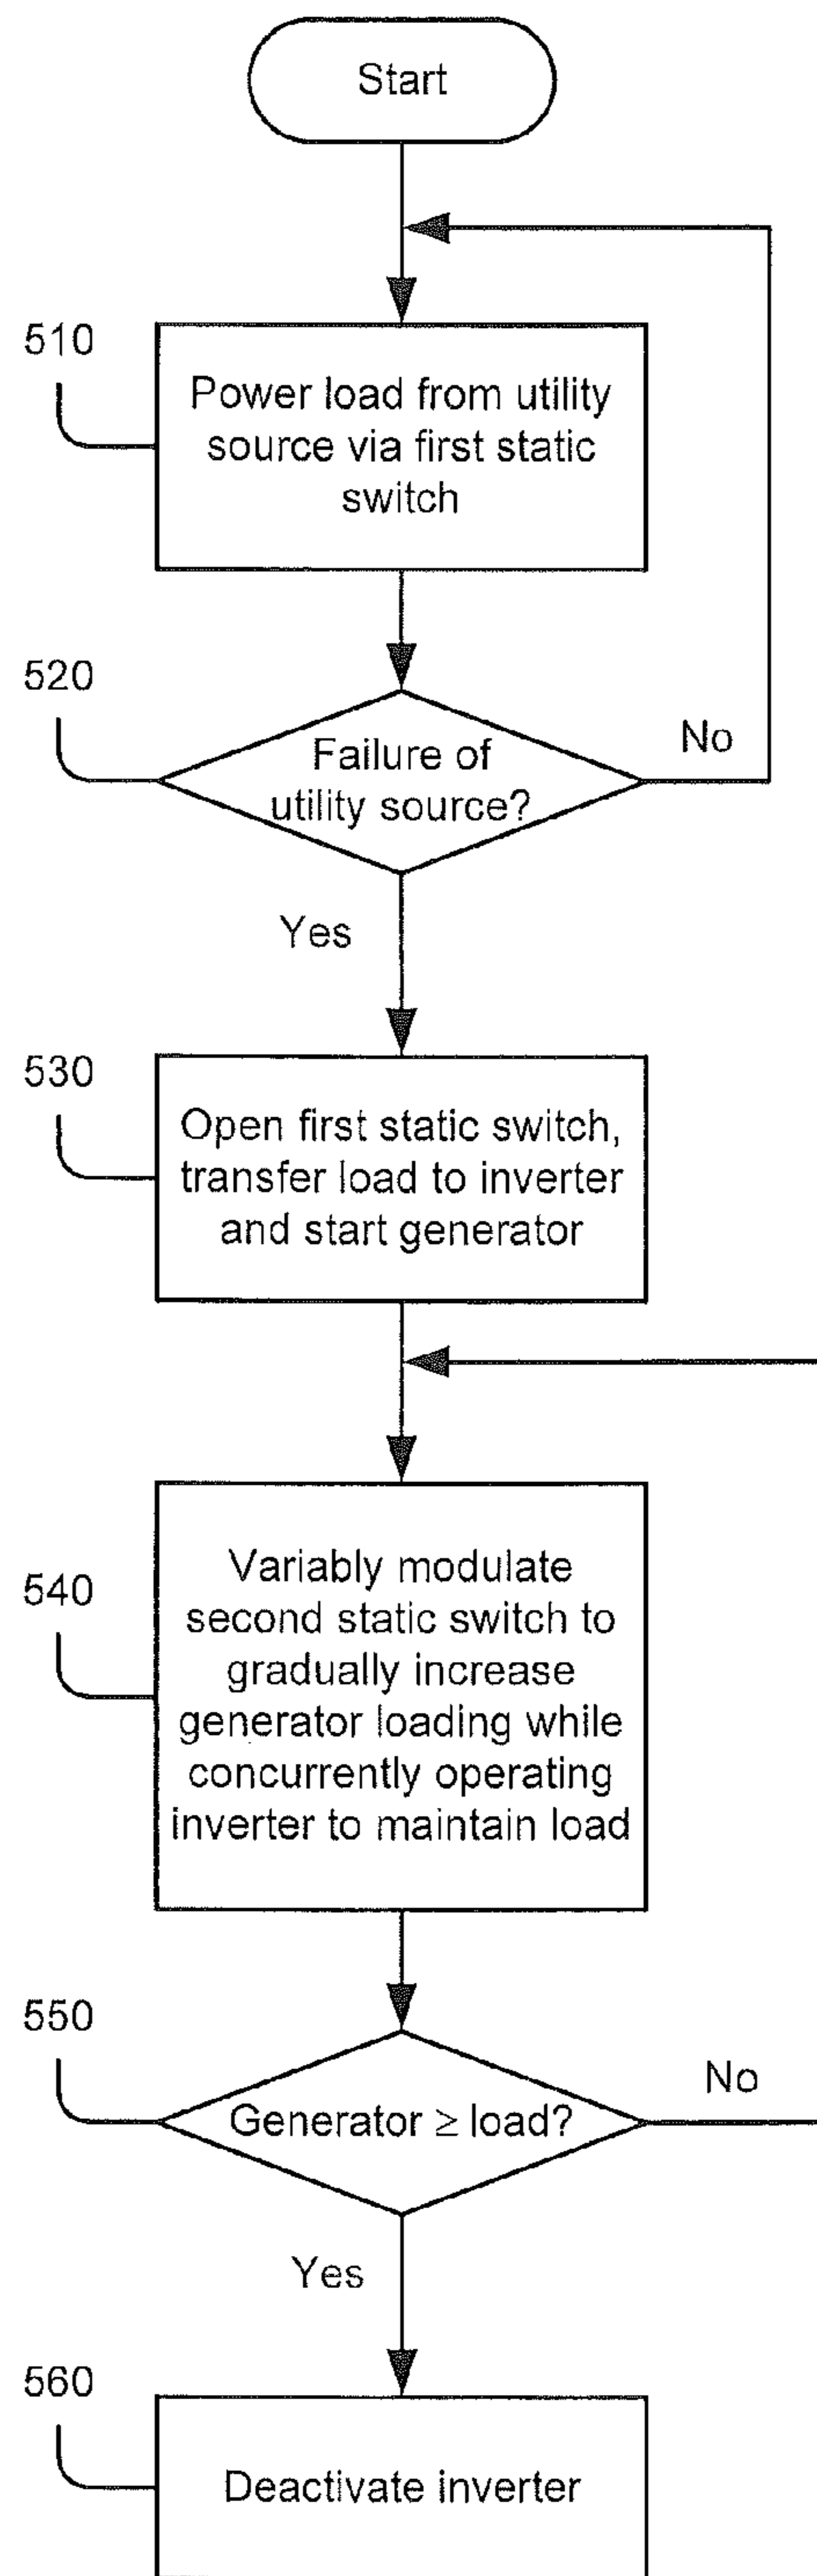 Start
510
Power load from utility
source via first static
switch
520
Failure of
utility source?
No
Yes
530
Open first static switch,
transfer load to inverter
and start generator
540
Variably modulate
second static switch to
gradually increase
generator loading while
concurrently operating
inverter to maintain load
550
Generator ≥ load?
No
Yes
560
Deactivate inverter